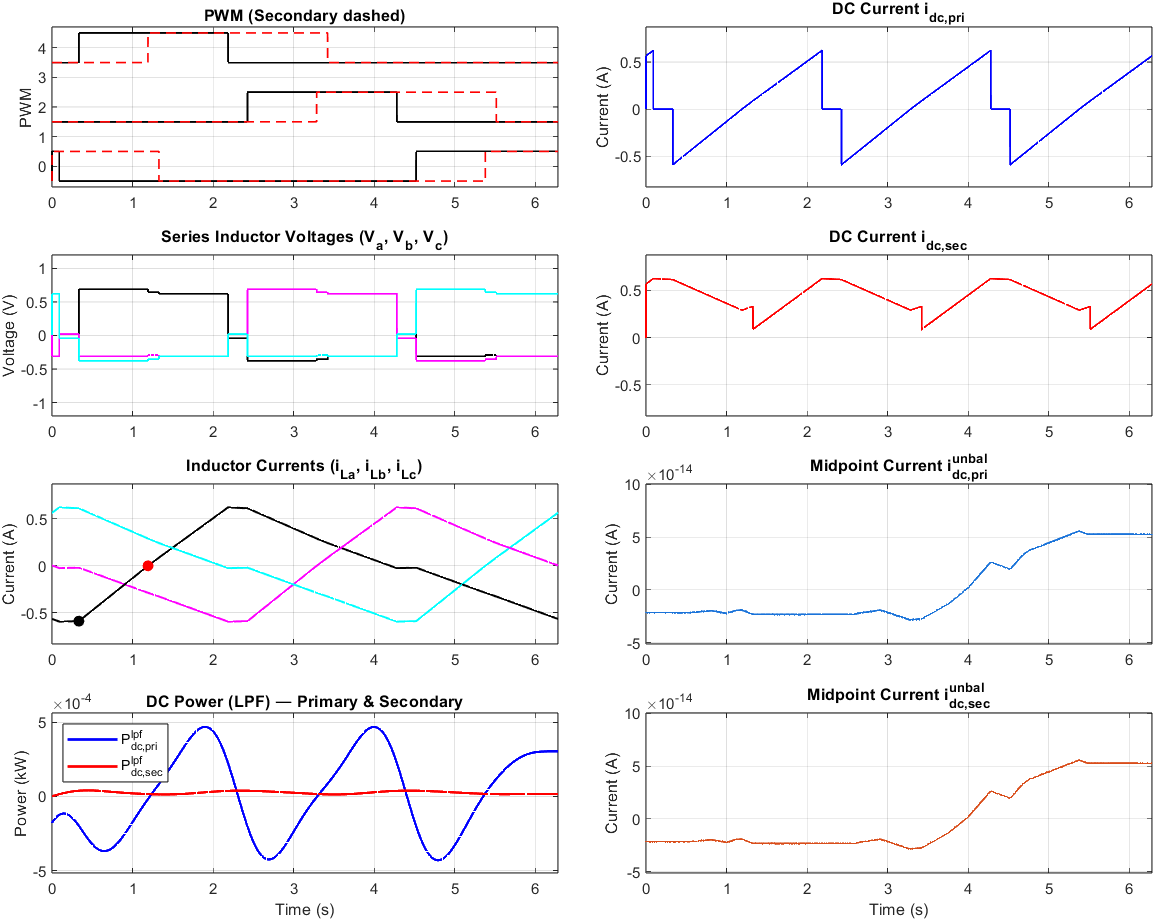 PWM (Secondary dashed)
PWM
4
3
2
1
0
0 1 2 3 4 5 6
DC Current i_dc,pri
Current (A)
0.5
0
-0.5
0 1 2 3 4 5 6
Series Inductor Voltages (V_a, V_b, V_c)
Voltage (V)
1
0.5
0
-0.5
-1
0 1 2 3 4 5 6
DC Current i_dc,sec
Current (A)
0.5
0
-0.5
0 1 2 3 4 5 6
Inductor Currents (i_La, i_Lb, i_Lc)
Current (A)
0.5
0
-0.5
0 1 2 3 4 5 6
Midpoint Current i^unbal_dc,pri
×10^-14
Current (A)
10
5
0
-5
0 1 2 3 4 5 6
DC Power (LPF) — Primary & Secondary
×10^-4
Power (kW)
5
0
-5
P^lpf_dc,pri
P^lpf_dc,sec
0 1 2 3 4 5 6
Time (s)
Midpoint Current i^unbal_dc,sec
×10^-14
Current (A)
10
5
0
-5
0 1 2 3 4 5 6
Time (s)